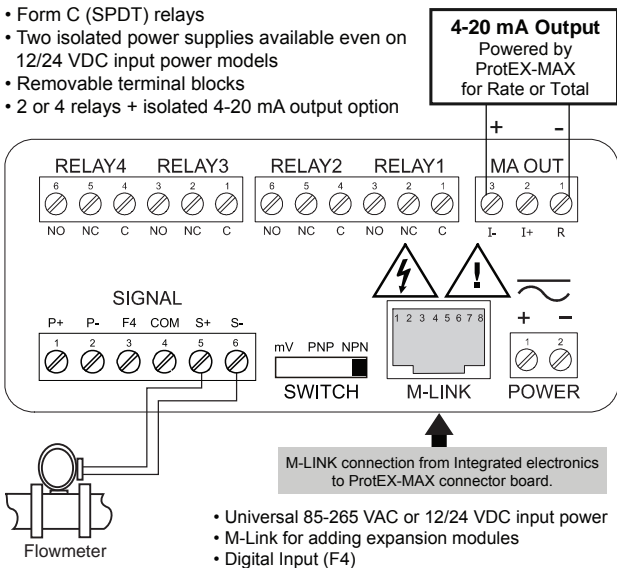 • Form C (SPDT) relays
• Two isolated power supplies available even on
12/24 VDC input power models
• Removable terminal blocks
• 2 or 4 relays + isolated 4-20 mA output option
4-20 mA Output
Powered by
ProtEX-MAX
for Rate or Total
+ -
RELAY4 RELAY3 RELAY2 RELAY1 MA OUT
6 5 4 3 2 1 6 5 4 3 2 1 3 2 1
NO NC C NO NC C NO NC C NO NC C I- I+ R
SIGNAL
P+ P- F4 COM S+ S-
1 2 3 4 5 6
mV PNP NPN
SWITCH
!
1 2 3 4 5 6 7 8
M-LINK
+ -
1 2
POWER
M-LINK connection from Integrated electronics
to ProtEX-MAX connector board.
Flowmeter
• Universal 85-265 VAC or 12/24 VDC input power
• M-Link for adding expansion modules
• Digital Input (F4)